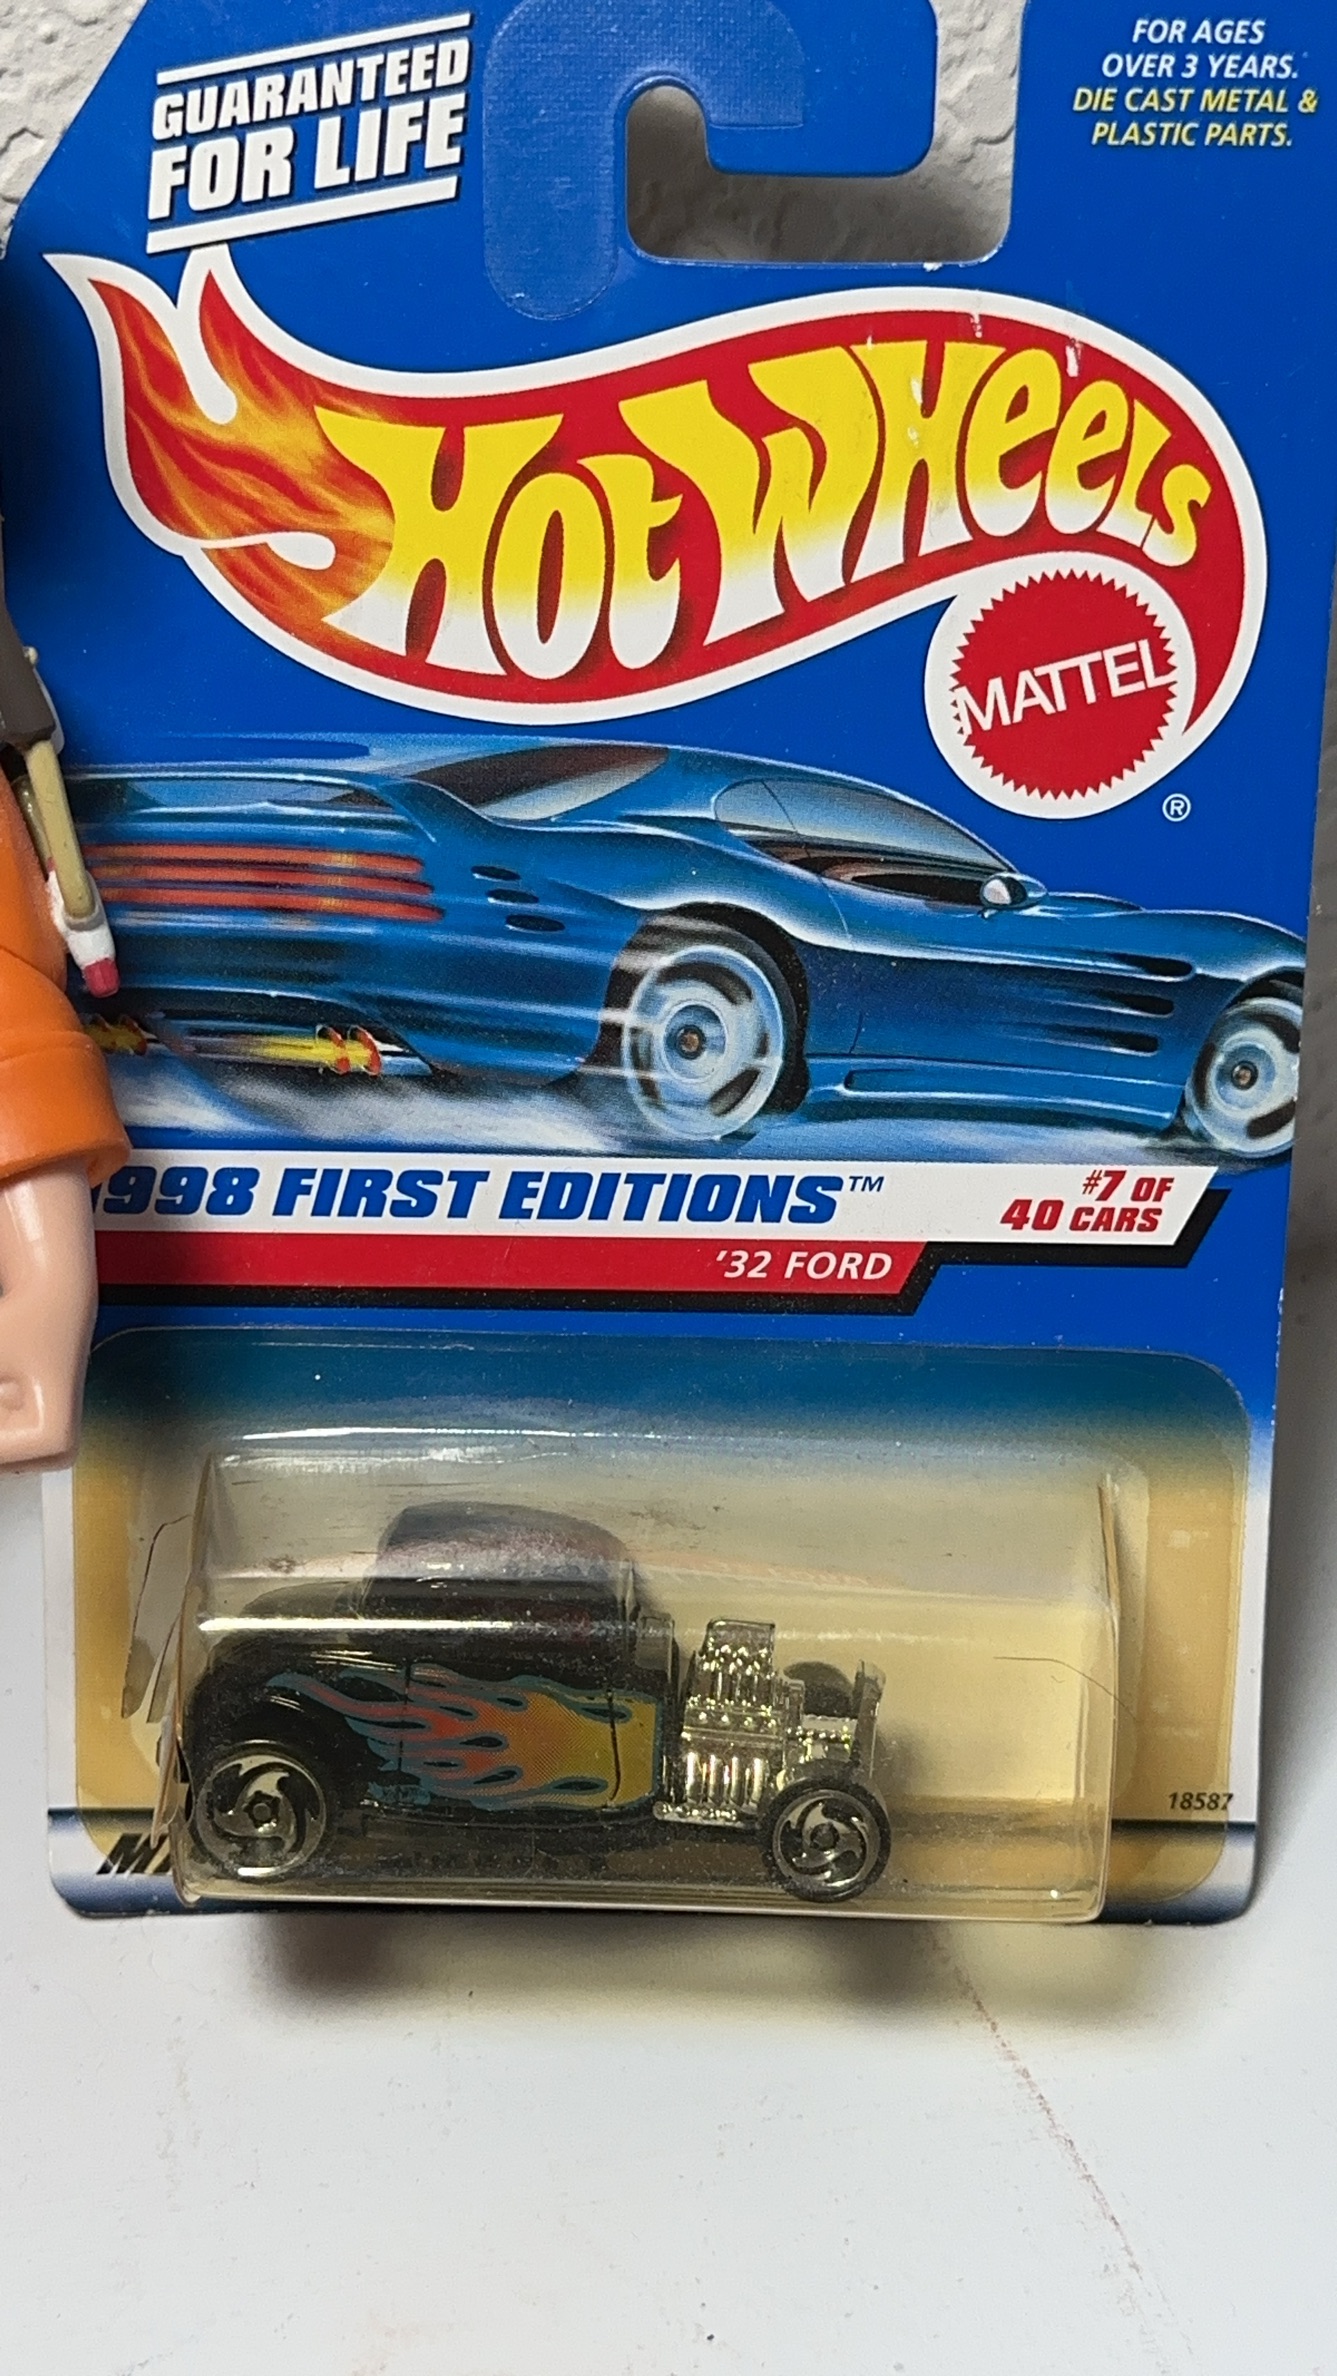 GUARANTEED
FOR LIFE
FOR AGES
OVER 3 YEARS.
DIE CAST METAL &
PLASTIC PARTS.
HOT WHEELS
MATTEL
®
1998 FIRST EDITIONS™
#7 OF
40 CARS
'32 FORD
18587